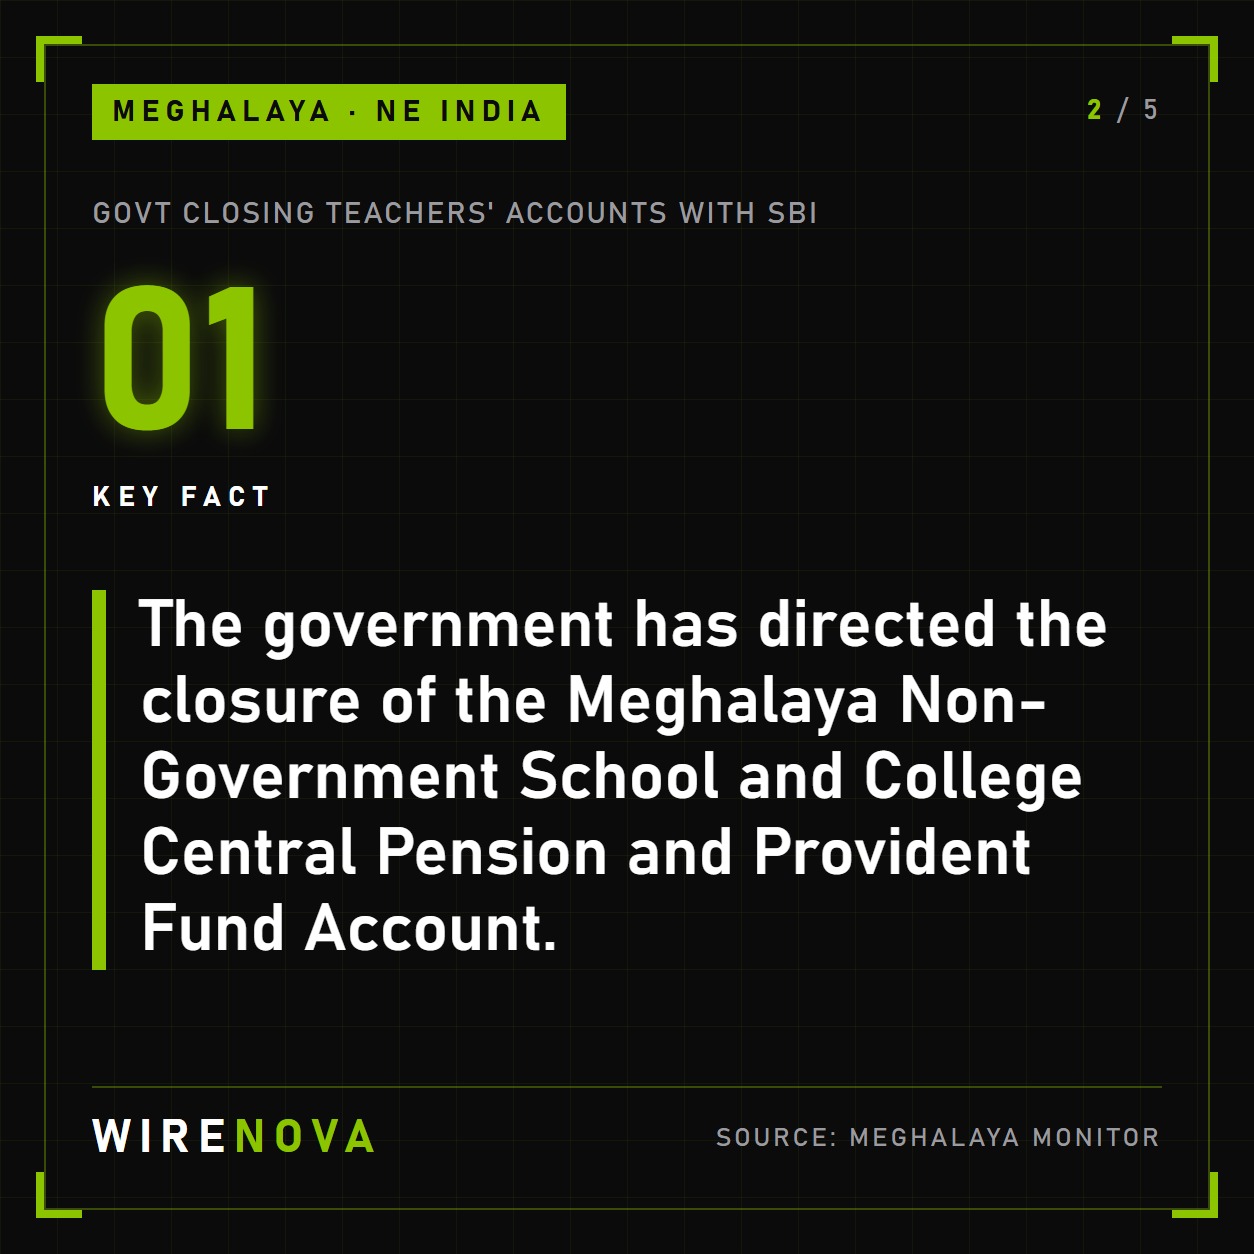 MEGHALAYA · NE INDIA
2 / 5
GOVT CLOSING TEACHERS' ACCOUNTS WITH SBI
01
KEY FACT
The government has directed the
closure of the Meghalaya Non-
Government School and College
Central Pension and Provident
Fund Account.
WIRENOVA
SOURCE: MEGHALAYA MONITOR